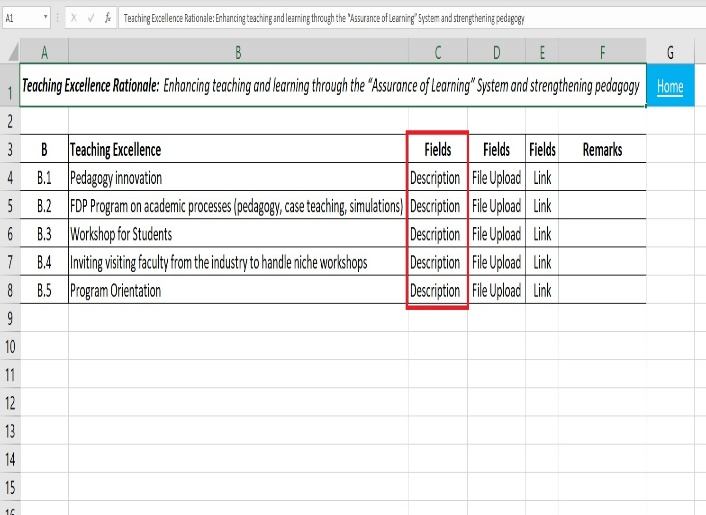 A1 Teaching Excellence Rationale: Enhancing teaching and learning through the "Assurance of Learning" System and strengthening pedagogy
A B C D E F G
1 Teaching Excellence Rationale: Enhancing teaching and learning through the “Assurance of Learning” System and strengthening pedagogy Home
2
3 B Teaching Excellence Fields Fields Fields Remarks
4 B.1 Pedagogy innovation Description File Upload Link
5 B.2 FDP Program on academic processes (pedagogy, case teaching, simulations) Description File Upload Link
6 B.3 Workshop for Students Description File Upload Link
7 B.4 Inviting visiting faculty from the industry to handle niche workshops Description File Upload Link
8 B.5 Program Orientation Description File Upload Link
9
10
11
12
13
14
15
16